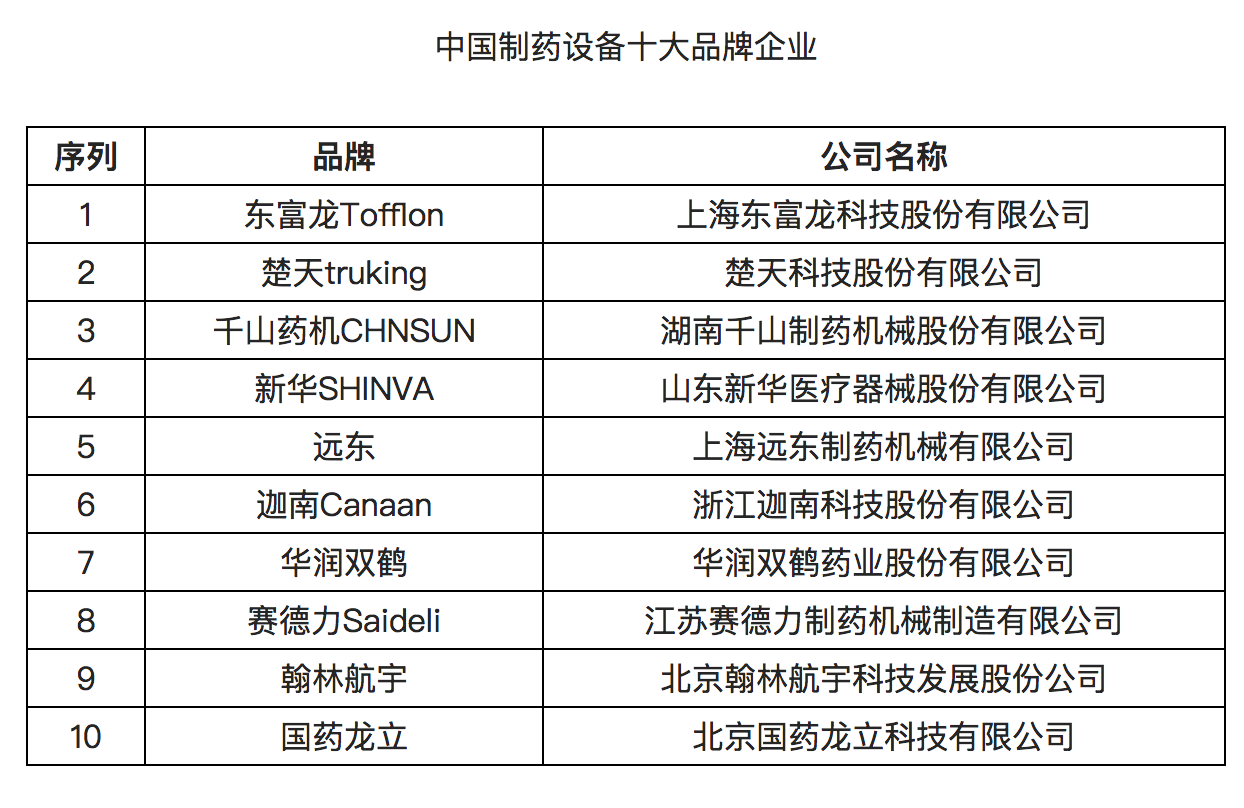 中国制药设备十大品牌企业
序列 品牌 公司名称
1 东富龙Tofflon 上海东富龙科技股份有限公司
2 楚天truking 楚天科技股份有限公司
3 千山药机CHNSUN 湖南千山制药机械股份有限公司
4 新华SHINVA 山东新华医疗器械股份有限公司
5 远东 上海远东制药机械有限公司
6 迦南Canaan 浙江迦南科技股份有限公司
7 华润双鹤 华润双鹤药业股份有限公司
8 赛德力Saideli 江苏赛德力制药机械制造有限公司
9 翰林航宇 北京翰林航宇科技发展股份公司
10 国药龙立 北京国药龙立科技有限公司